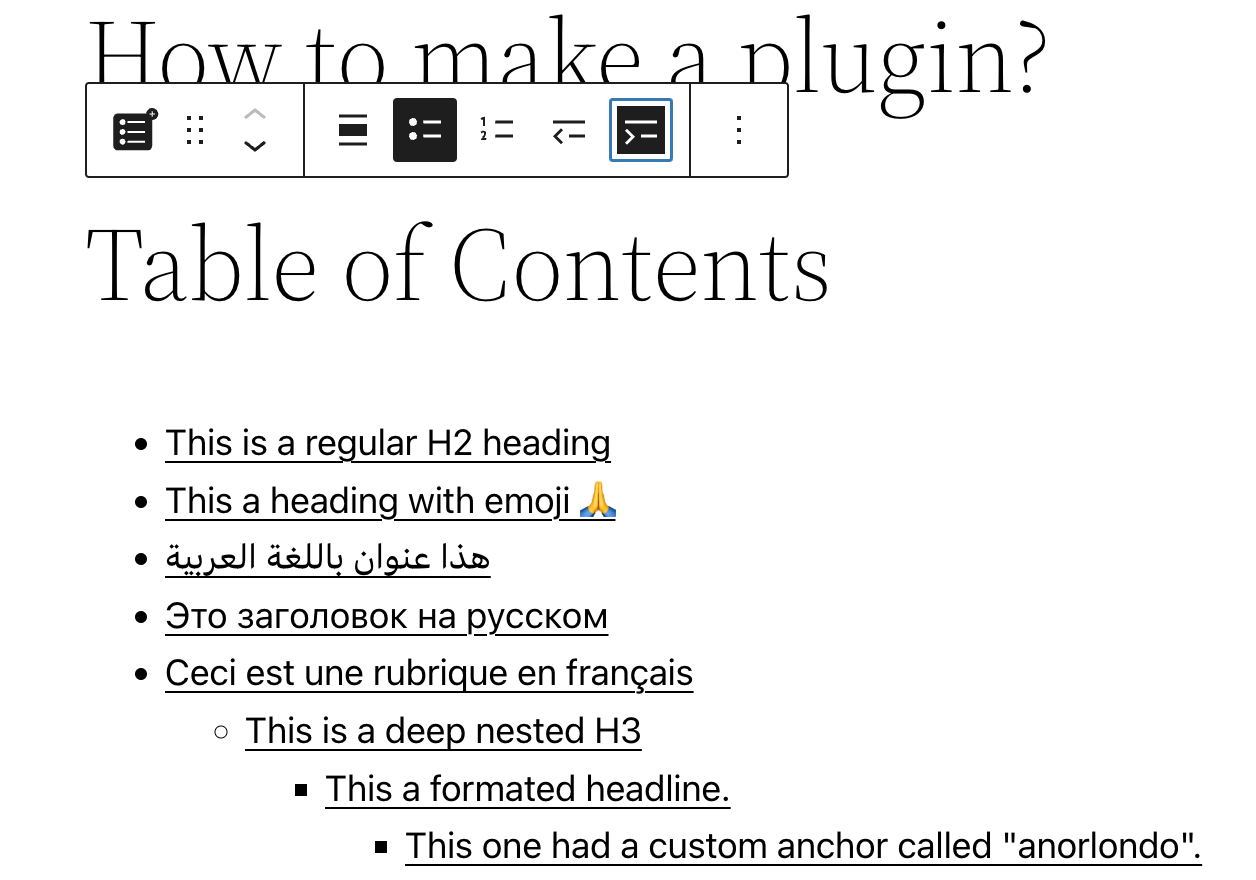 How to make a plugin?
Table of Contents
This is a regular H2 heading
This a heading with emoji 🙏
هذا عنوان باللغة العربية
Это заголовок на русском
Ceci est une rubrique en français
This is a deep nested H3
This a formated headline.
This one had a custom anchor called "anorlondo".